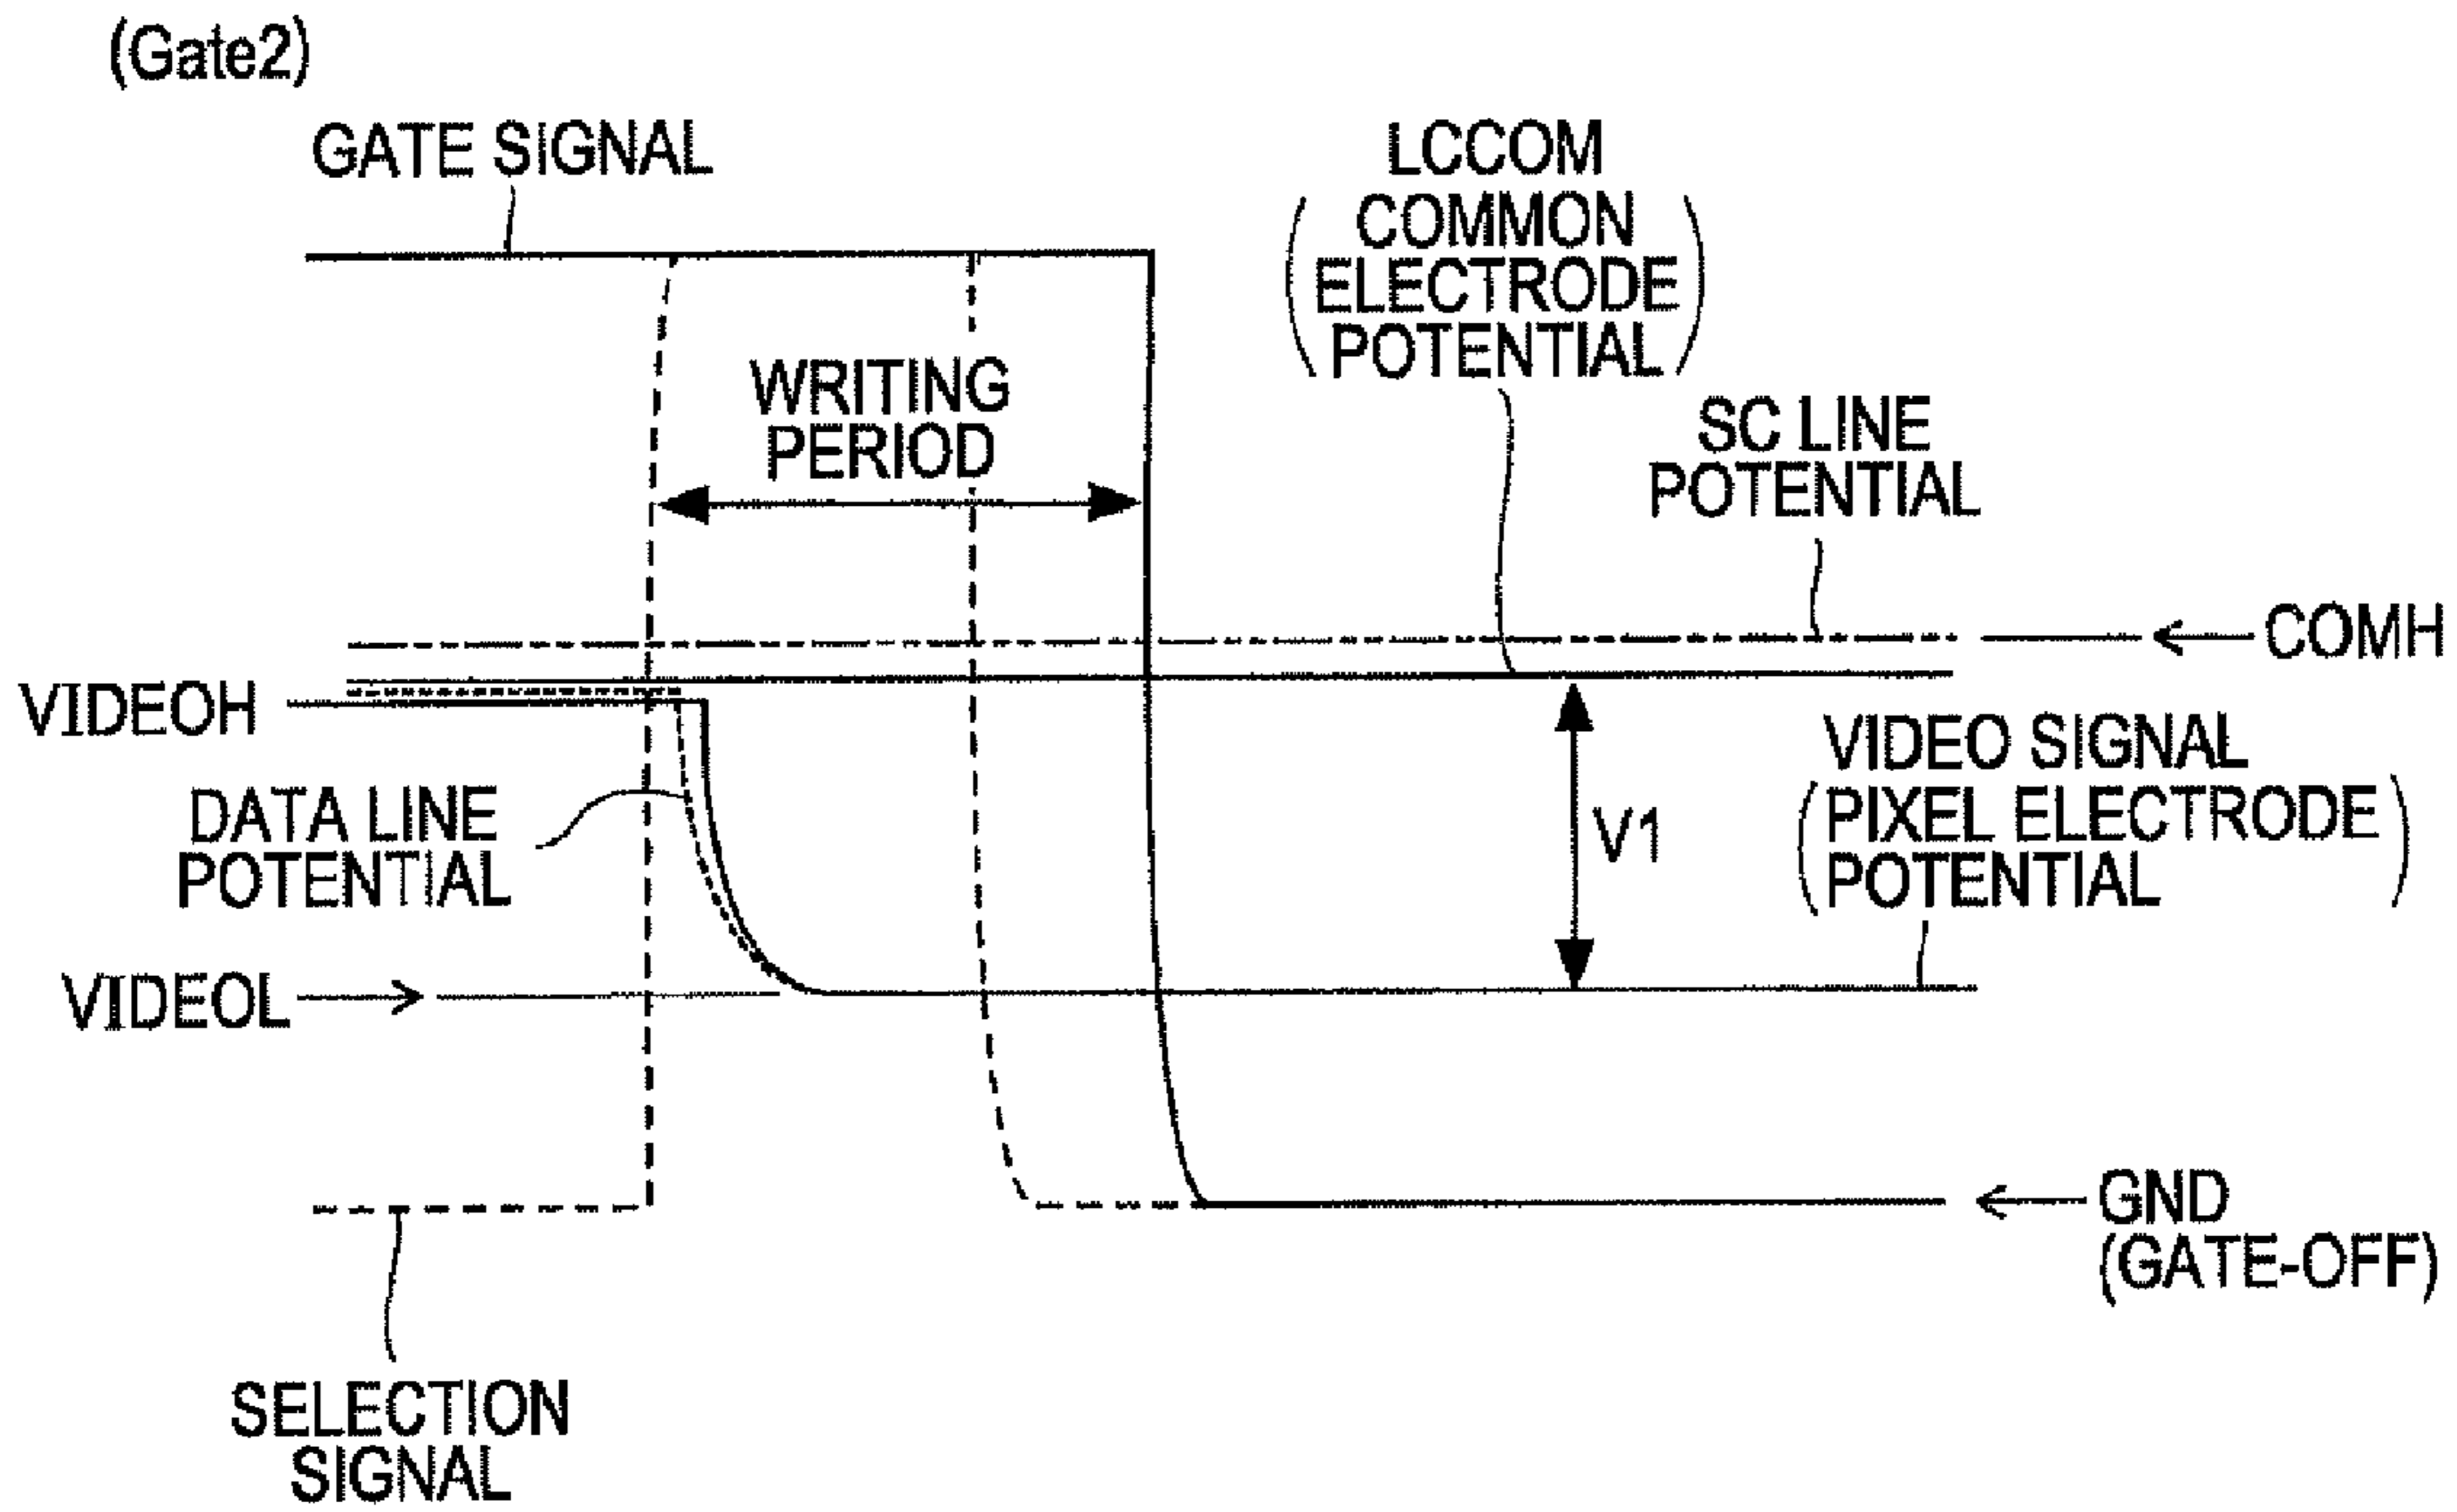 (Gate2)
GATE SIGNAL
LCCOM
COMMON
ELECTRODE
POTENTIAL
WRITING
PERIOD
SC LINE
POTENTIAL
COMH
VIDEOH
VIDEO SIGNAL
PIXEL ELECTRODE
POTENTIAL
DATA LINE
POTENTIAL
V1
VIDEOL
GND
(GATE-OFF)
SELECTION
SIGNAL